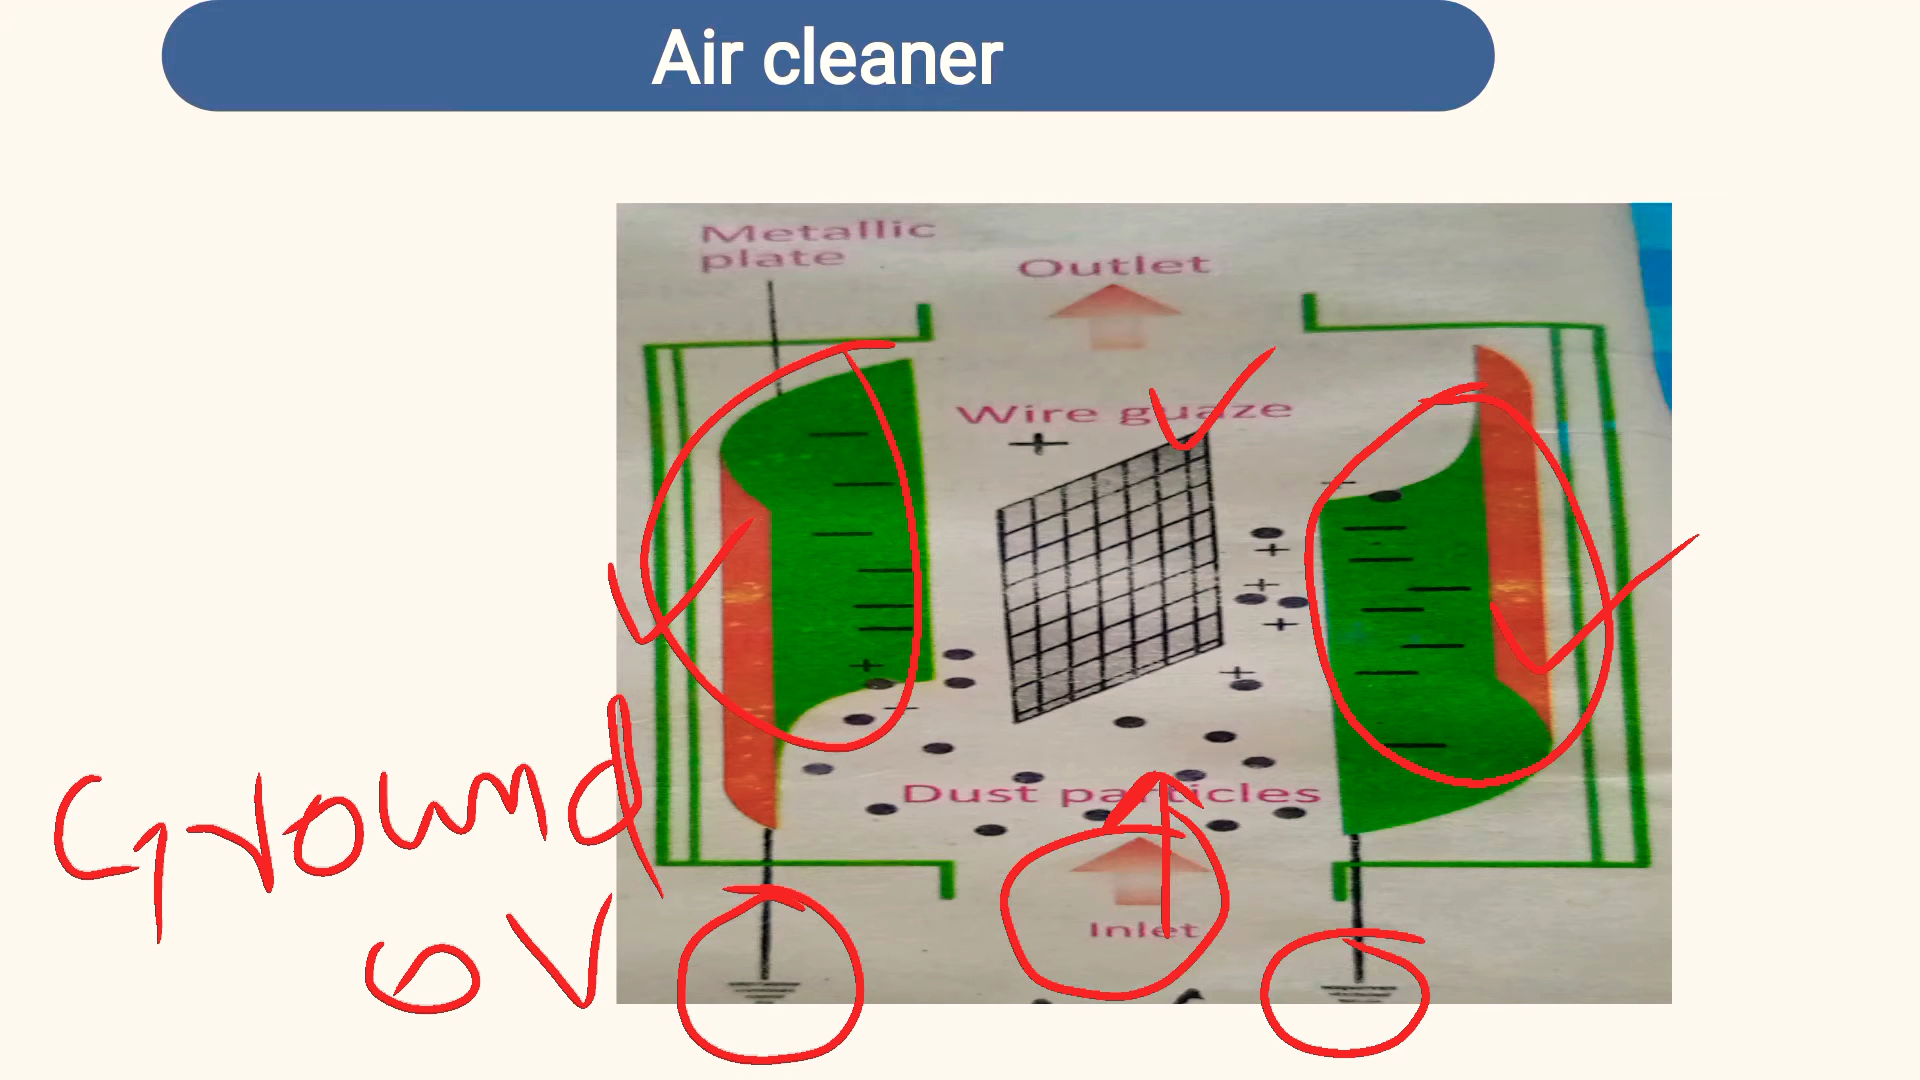 Air cleaner
Metallic
plate
Outlet
Wire guaze
Dust particles
Inlet
Ground
0V